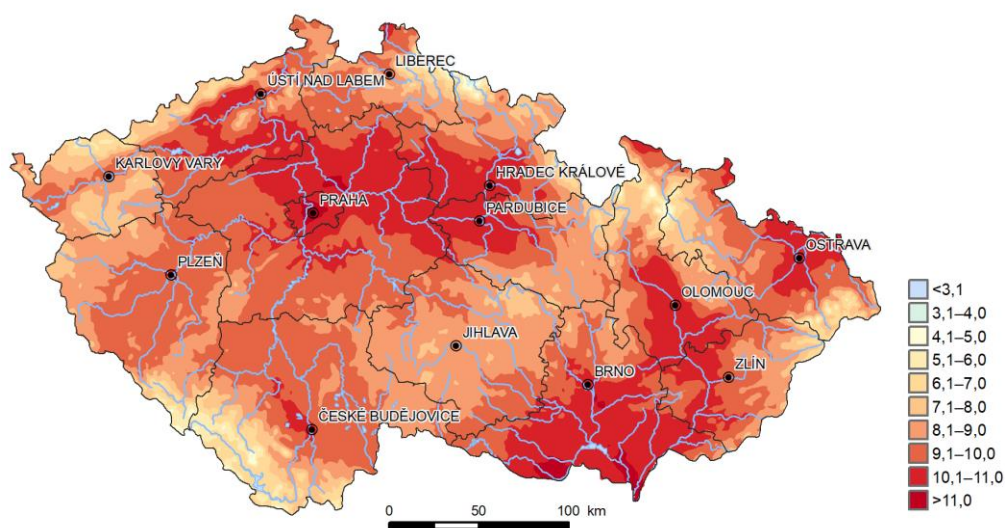 LIBEREC
ÚSTÍ NAD LABEM
KARLOVY VARY
HRADEC KRÁLOVÉ
PRAHA
PARDUBICE
OSTRAVA
PLZEŇ
OLOMOUC
JIHLAVA
BRNO
ZLÍN
ČESKÉ BUDĚJOVICE
<3,1
3,1–4,0
4,1–5,0
5,1–6,0
6,1–7,0
7,1–8,0
8,1–9,0
9,1–10,0
10,1–11,0
>11,0
0 50 100 km